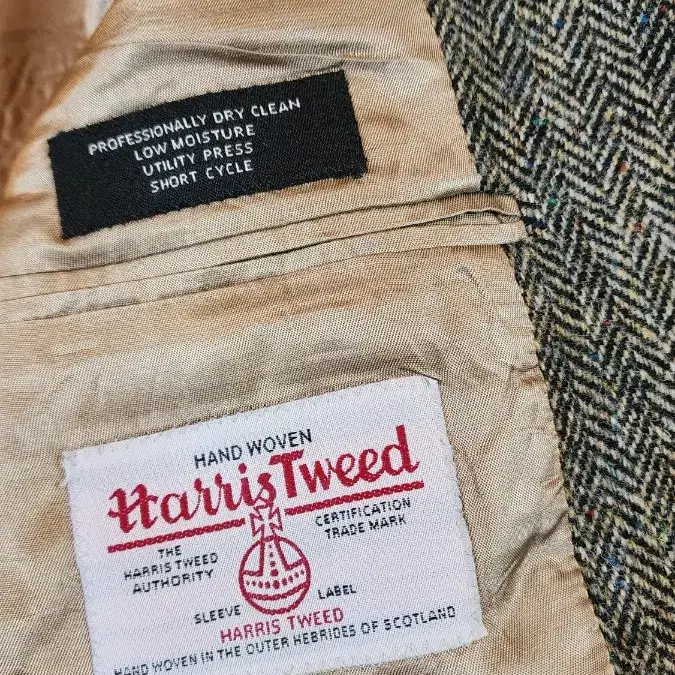 PROFESSIONALLY DRY CLEAN
LOW MOISTURE
UTILITY PRESS
SHORT CYCLE
HAND WOVEN
Harris Tweed
THE
HARRIS TWEED
AUTHORITY
CERTIFICATION
TRADE MARK
SLEEVE LABEL
HARRIS TWEED
HAND WOVEN IN THE OUTER HEBRIDES OF SCOTLAND